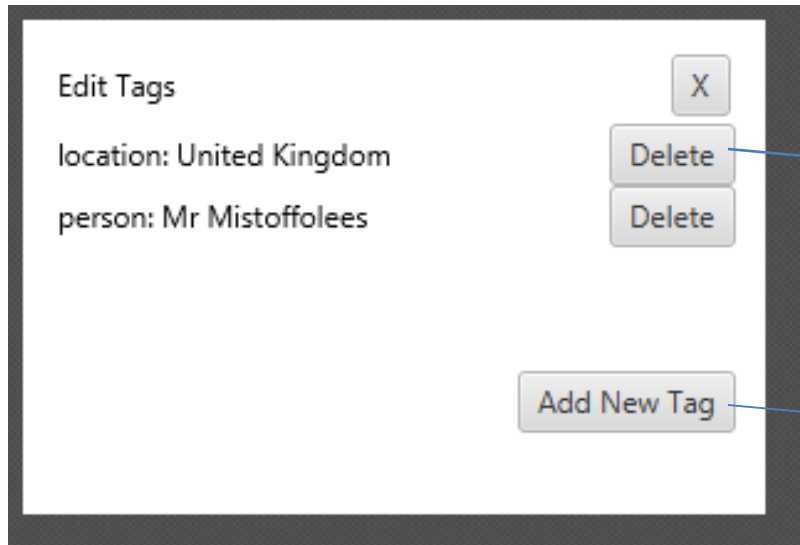 Edit Tags X
location: United Kingdom Delete
person: Mr Mistoffolees Delete
Add New Tag